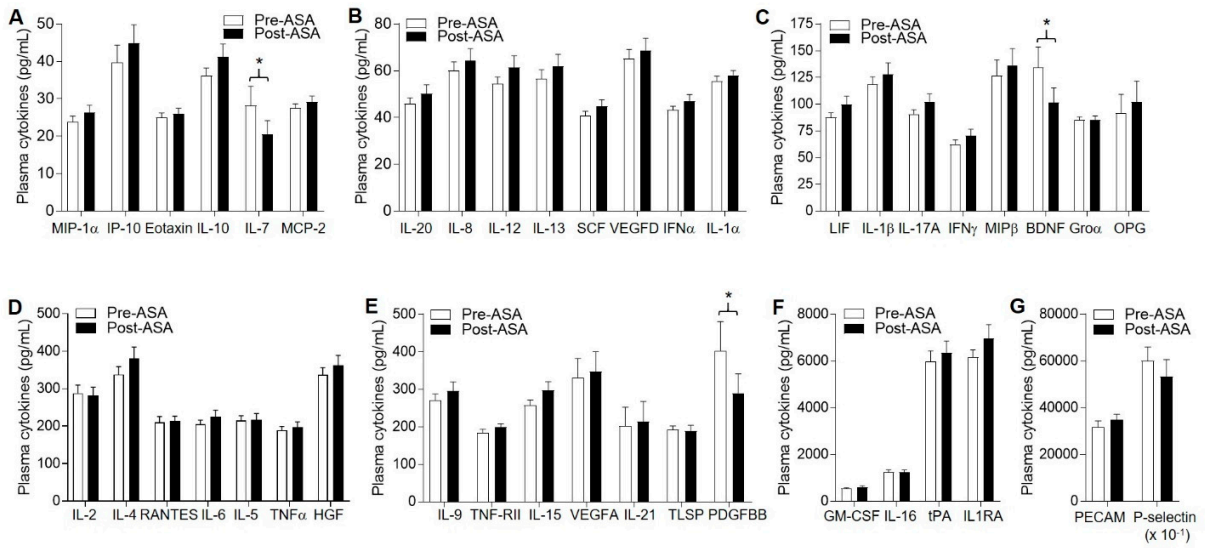 A
Plasma cytokines (pg/mL)
50
40
30
20
10
0
Pre-ASA
Post-ASA
*
MIP-1α IP-10 Eotaxin IL-10 IL-7 MCP-2
B
Plasma cytokines (pg/mL)
80
60
40
20
0
Pre-ASA
Post-ASA
IL-20 IL-8 IL-12 IL-13 SCF VEGFD IFNα IL-1α
C
Plasma cytokines (pg/mL)
175
150
125
100
75
50
25
0
Pre-ASA
Post-ASA
*
LIF IL-1β IL-17A IFNγ MIPβ BDNF Groα OPG
D
Plasma cytokines (pg/mL)
500
400
300
200
100
0
Pre-ASA
Post-ASA
IL-2 IL-4 RANTES IL-6 IL-5 TNFα HGF
E
Plasma cytokines (pg/mL)
500
400
300
200
100
0
Pre-ASA
Post-ASA
*
IL-9 TNF-RII IL-15 VEGFA IL-21 TLSP PDGFBB
F
Plasma cytokines (pg/mL)
8000
6000
4000
2000
0
Pre-ASA
Post-ASA
GM-CSF IL-16 tPA IL1RA
G
Plasma cytokines (pg/mL)
80000
60000
40000
20000
0
Pre-ASA
Post-ASA
PECAM P-selectin
(x 10⁻¹)